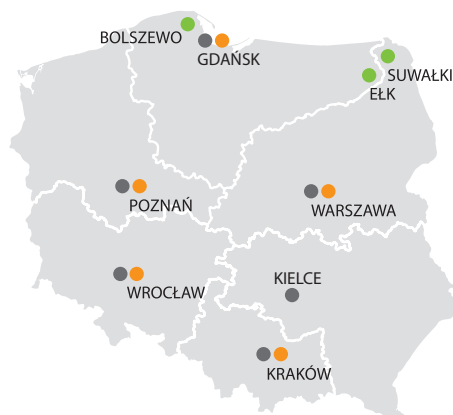 BOLSZEWO
GDAŃSK
SUWAŁKI
EŁK
POZNAŃ
WARSZAWA
KIELCE
WROCŁAW
KRAKÓW